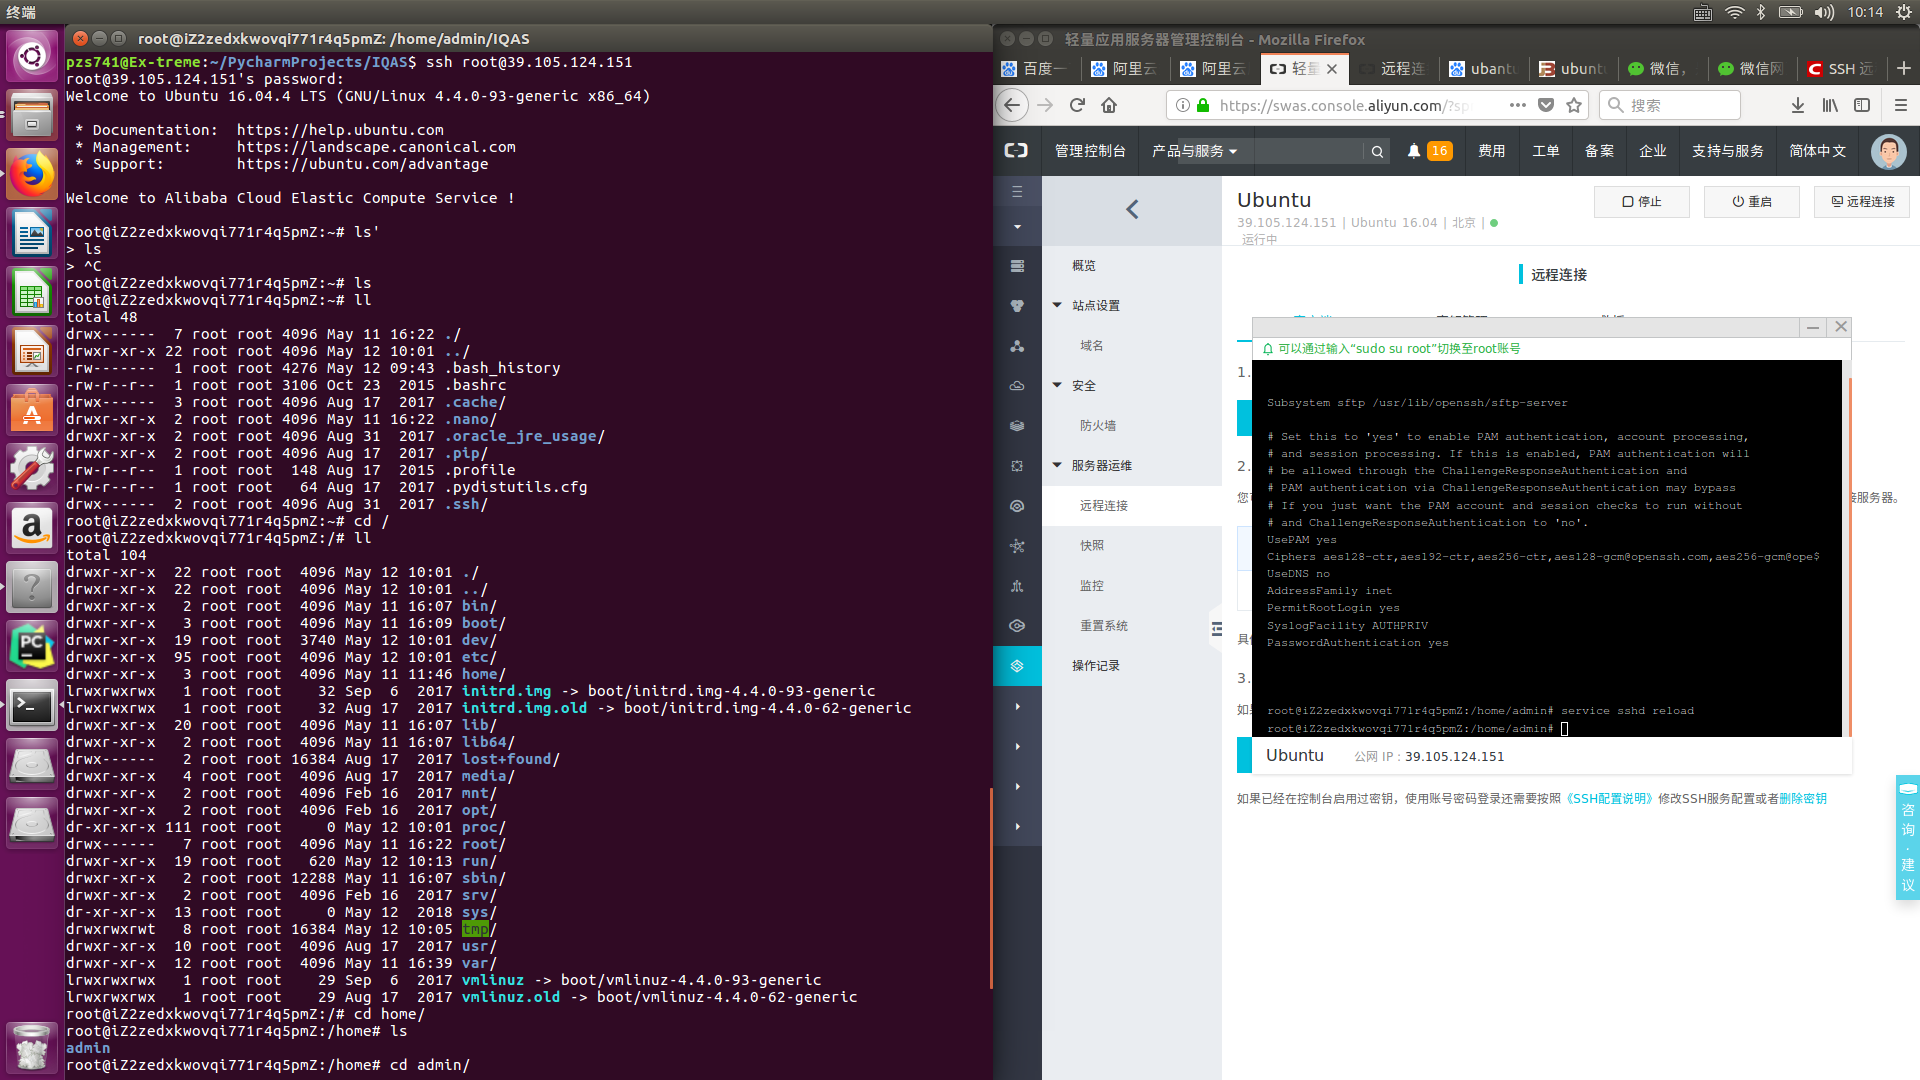 终端
10:14
root@iZ2zedxkwovqi771r4q5pmZ: /home/admin/IQAS
pzs741@Ex-treme:~/PycharmProjects/IQAS$ ssh root@39.105.124.151
root@39.105.124.151's password:
Welcome to Ubuntu 16.04.4 LTS (GNU/Linux 4.4.0-93-generic x86_64)
* Documentation:  https://help.ubuntu.com
* Management:     https://landscape.canonical.com
* Support:        https://ubuntu.com/advantage
Welcome to Alibaba Cloud Elastic Compute Service !
root@iZ2zedxkwovqi771r4q5pmZ:~# ls'
> ls
> ^C
root@iZ2zedxkwovqi771r4q5pmZ:~# ls
root@iZ2zedxkwovqi771r4q5pmZ:~# ll
total 48
drwx------  7 root root 4096 May 11 16:22 ./
drwxr-xr-x 22 root root 4096 May 12 10:01 ../
-rw-------  1 root root 4276 May 12 09:43 .bash_history
-rw-r--r--  1 root root 3106 Oct 23  2015 .bashrc
drwx------  3 root root 4096 Aug 17  2017 .cache/
drwxr-xr-x  2 root root 4096 May 11 16:22 .nano/
drwxr-xr-x  2 root root 4096 Aug 31  2017 .oracle_jre_usage/
drwxr-xr-x  2 root root 4096 Aug 17  2017 .pip/
-rw-r--r--  1 root root  148 Aug 17  2015 .profile
-rw-r--r--  1 root root   64 Aug 17  2017 .pydistutils.cfg
drwx------  2 root root 4096 Aug 31  2017 .ssh/
root@iZ2zedxkwovqi771r4q5pmZ:~# cd /
root@iZ2zedxkwovqi771r4q5pmZ:/# ll
total 104
drwxr-xr-x  22 root root  4096 May 12 10:01 ./
drwxr-xr-x  22 root root  4096 May 12 10:01 ../
drwxr-xr-x   2 root root  4096 May 11 16:07 bin/
drwxr-xr-x   3 root root  4096 May 11 16:09 boot/
drwxr-xr-x  19 root root  3740 May 12 10:01 dev/
drwxr-xr-x  95 root root  4096 May 12 10:01 etc/
drwxr-xr-x   3 root root  4096 May 11 11:46 home/
lrwxrwxrwx   1 root root    32 Sep  6  2017 initrd.img -> boot/initrd.img-4.4.0-93-generic
lrwxrwxrwx   1 root root    32 Aug 17  2017 initrd.img.old -> boot/initrd.img-4.4.0-62-generic
drwxr-xr-x  20 root root  4096 May 11 16:07 lib/
drwxr-xr-x   2 root root  4096 May 11 16:07 lib64/
drwx------   2 root root 16384 Aug 17  2017 lost+found/
drwxr-xr-x   4 root root  4096 Aug 17  2017 media/
drwxr-xr-x   2 root root  4096 Feb 16  2017 mnt/
drwxr-xr-x   2 root root  4096 Feb 16  2017 opt/
dr-xr-xr-x 111 root root     0 May 12 10:01 proc/
drwx------   7 root root  4096 May 11 16:22 root/
drwxr-xr-x  19 root root   620 May 12 10:13 run/
drwxr-xr-x   2 root root 12288 May 11 16:07 sbin/
drwxr-xr-x   2 root root  4096 Feb 16  2017 srv/
dr-xr-xr-x  13 root root     0 May 12  2018 sys/
drwxrwxrwt   8 root root 16384 May 12 10:05 tmp/
drwxr-xr-x  10 root root  4096 Aug 17  2017 usr/
drwxr-xr-x  12 root root  4096 May 11 16:39 var/
lrwxrwxrwx   1 root root    29 Sep  6  2017 vmlinuz -> boot/vmlinuz-4.4.0-93-generic
lrwxrwxrwx   1 root root    29 Aug 17  2017 vmlinuz.old -> boot/vmlinuz-4.4.0-62-generic
root@iZ2zedxkwovqi771r4q5pmZ:/# cd home/
root@iZ2zedxkwovqi771r4q5pmZ:/home# ls
admin
root@iZ2zedxkwovqi771r4q5pmZ:/home# cd admin/
轻量应用服务器管理控制台 - Mozilla Firefox
百度一 阿里云 阿里云 轻量 远程连 ubant ubunt 微信, 微信网 SSH 远
https://swas.console.aliyun.com/?sp
搜索
管理控制台 产品与服务 16 费用 工单 备案 企业 支持与服务 简体中文
概览
站点设置
域名
安全
防火墙
服务器运维
远程连接
快照
监控
重置系统
操作记录
Ubuntu
39.105.124.151 | Ubuntu 16.04 | 北京 |
运行中
停止 重启 远程连接
远程连接
1.
2.
您 接服务器。
具
3.
如
可以通过输入“sudo su root”切换至root账号
Subsystem sftp /usr/lib/openssh/sftp-server
# Set this to 'yes' to enable PAM authentication, account processing,
# and session processing. If this is enabled, PAM authentication will
# be allowed through the ChallengeResponseAuthentication and
# PAM authentication via ChallengeResponseAuthentication may bypass
# If you just want the PAM account and session checks to run without
# and ChallengeResponseAuthentication to 'no'.
UsePAM yes
Ciphers aes128-ctr,aes192-ctr,aes256-ctr,aes128-gcm@openssh.com,aes256-gcm@ope$
UseDNS no
AddressFamily inet
PermitRootLogin yes
SyslogFacility AUTHPRIV
PasswordAuthentication yes
root@iZ2zedxkwovqi771r4q5pmZ:/home/admin# service sshd reload
root@iZ2zedxkwovqi771r4q5pmZ:/home/admin#
Ubuntu 公网 IP : 39.105.124.151
如果已经在控制台启用过密钥，使用账号密码登录还需要按照《SSH配置说明》修改SSH服务配置或者删除密钥
咨询·建议